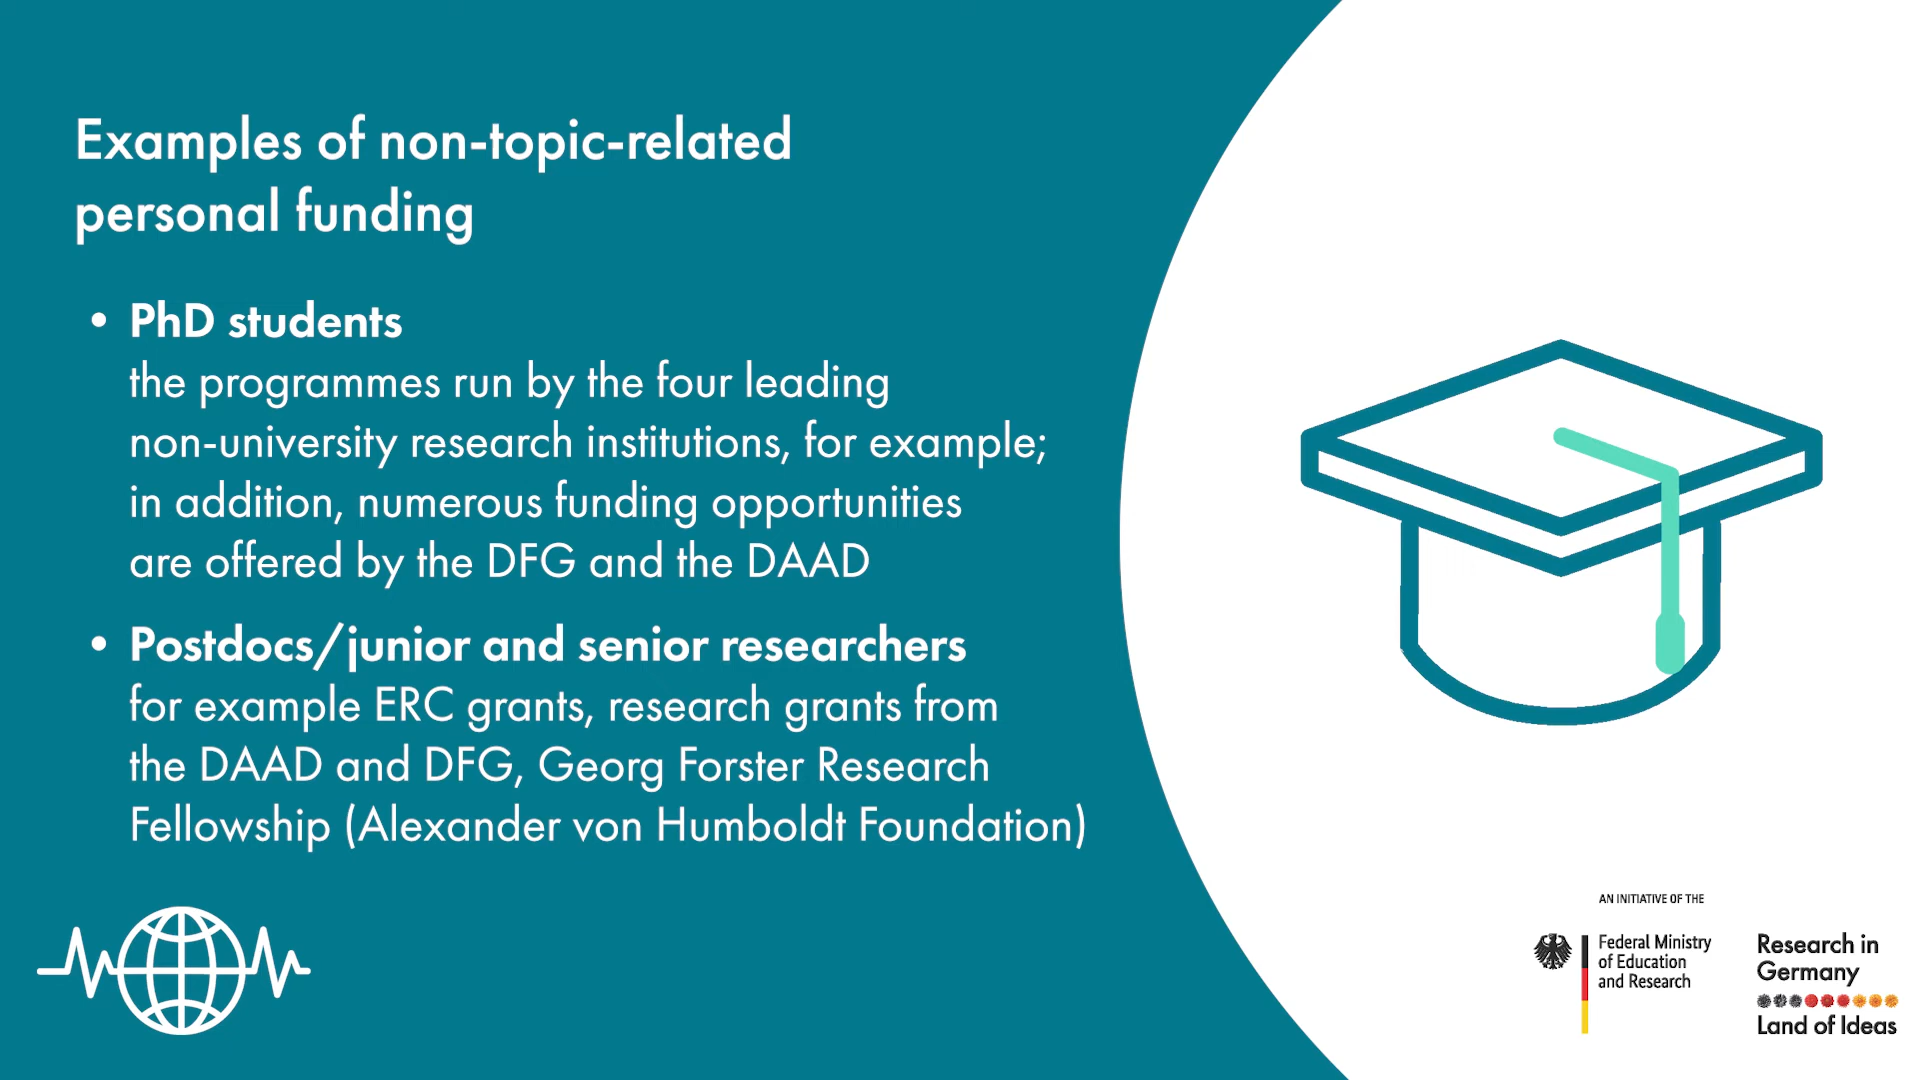 Examples of non-topic-related
personal funding
• PhD students
the programmes run by the four leading
non-university research institutions, for example;
in addition, numerous funding opportunities
are offered by the DFG and the DAAD
• Postdocs/junior and senior researchers
for example ERC grants, research grants from
the DAAD and DFG, Georg Forster Research
Fellowship (Alexander von Humboldt Foundation)
AN INITIATIVE OF THE
Federal Ministry
of Education
and Research
Research in
Germany
Land of Ideas